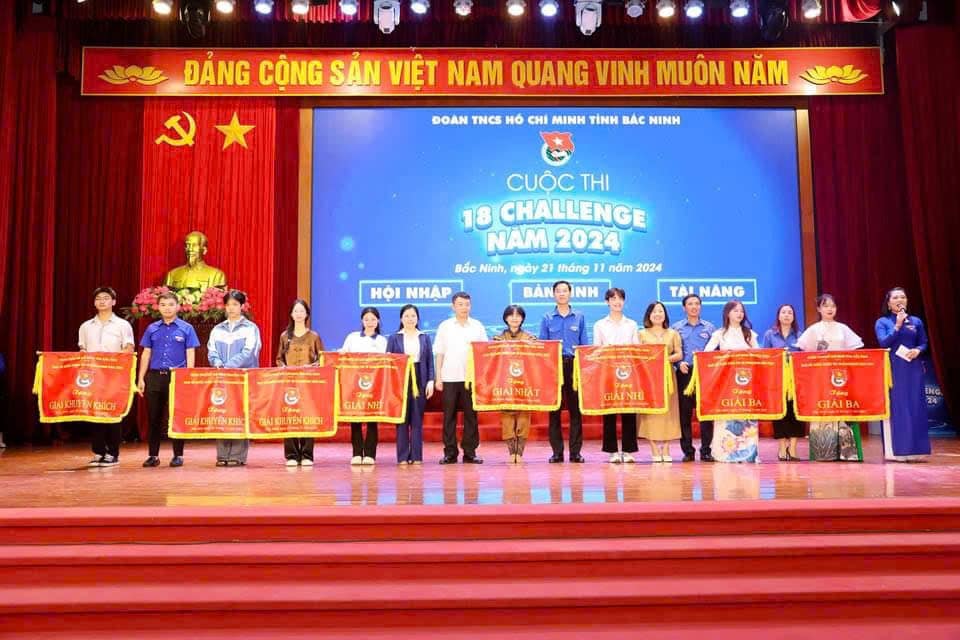 ĐẢNG CỘNG SẢN VIỆT NAM QUANG VINH MUÔN NĂM
ĐOÀN TNCS HỒ CHÍ MINH TỈNH BẮC NINH
CUỘC THI
18 CHALLENGE
NĂM 2024
Bắc Ninh, ngày 21 tháng 11 năm 2024
HỘI NHẬP
BẢN LĨNH
TÀI NĂNG
GIẢI KHUYẾN KHÍCH
GIẢI KHUYẾN KHÍCH
GIẢI KHUYẾN KHÍCH
GIẢI NHÌ
GIẢI NHẤT
GIẢI NHÌ
GIẢI BA
GIẢI BA